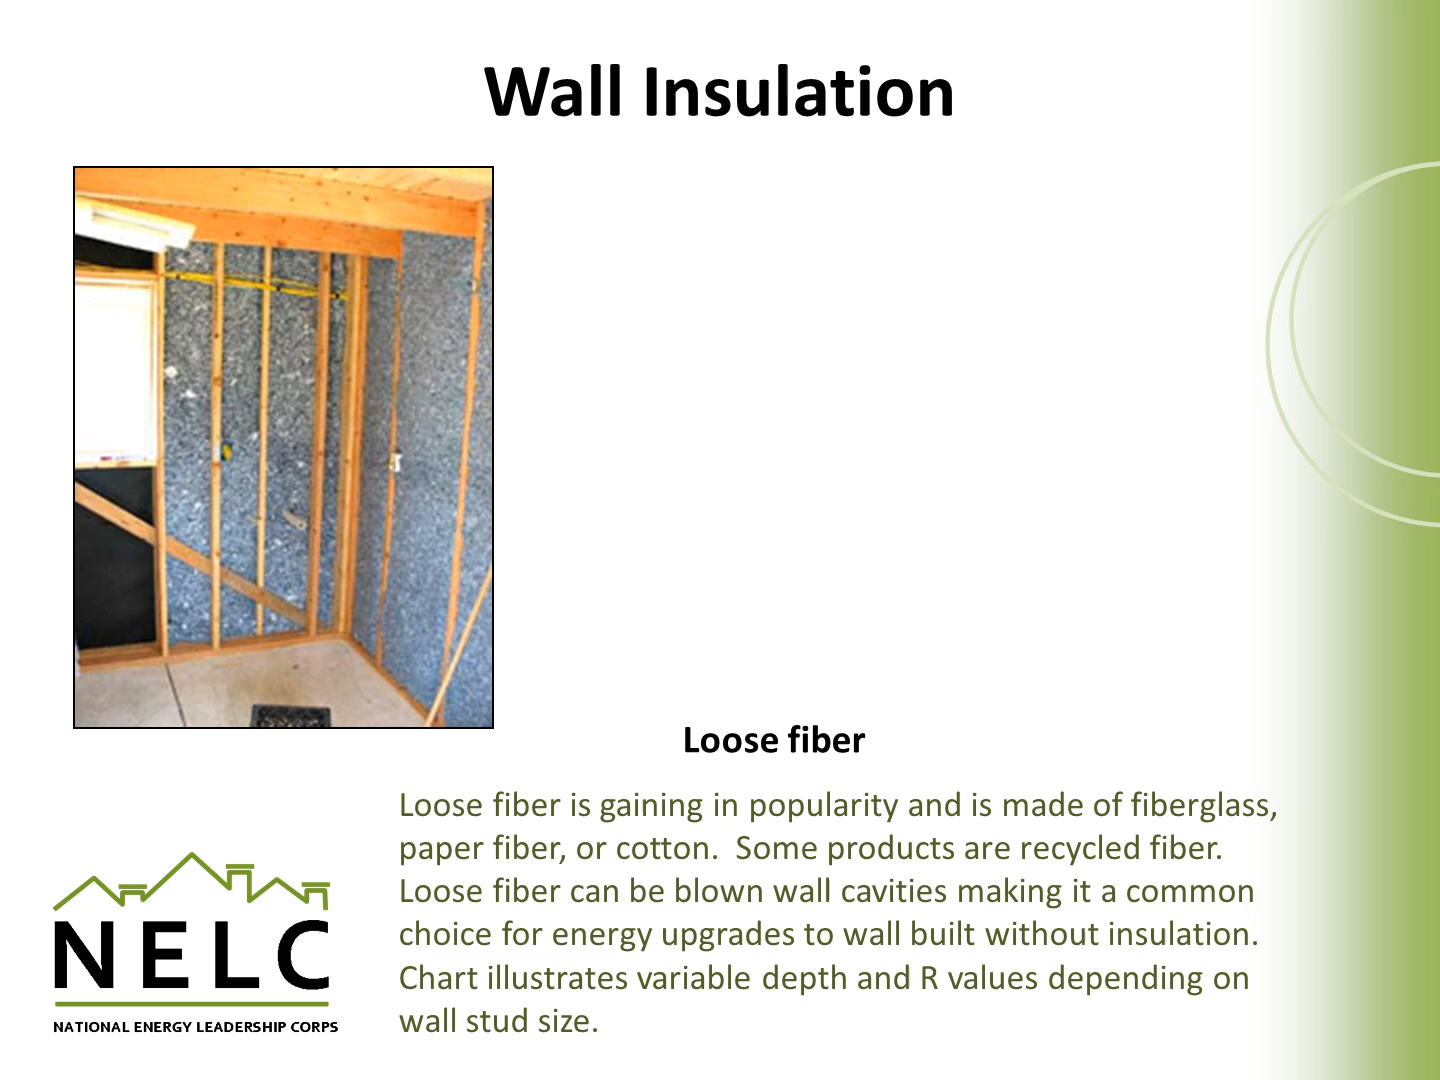 Wall Insulation
Loose fiber
Loose fiber is gaining in popularity and is made of fiberglass,
paper fiber, or cotton.  Some products are recycled fiber.
Loose fiber can be blown wall cavities making it a common
choice for energy upgrades to wall built without insulation.
Chart illustrates variable depth and R values depending on
wall stud size.
NELC
NATIONAL ENERGY LEADERSHIP CORPS